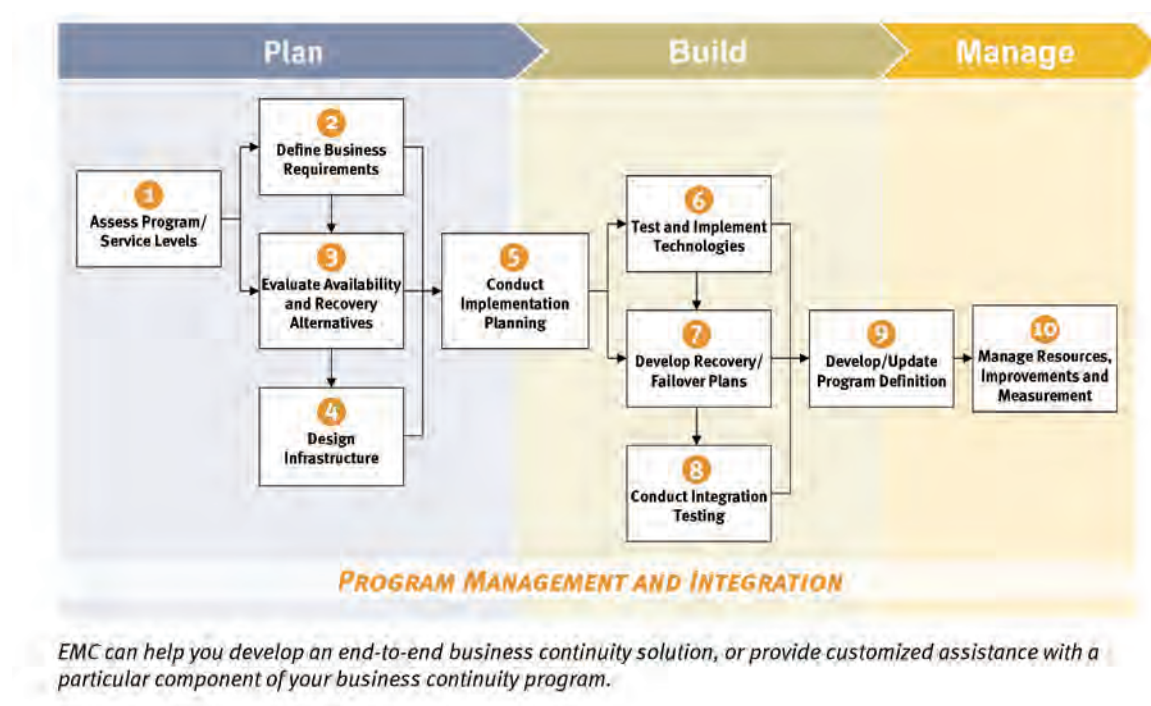 Plan
Build
Manage
1
Assess Program/
Service Levels
2
Define Business
Requirements
3
Evaluate Availability
and Recovery
Alternatives
4
Design
Infrastructure
5
Conduct
Implementation
Planning
6
Test and Implement
Technologies
7
Develop Recovery/
Failover Plans
8
Conduct Integration
Testing
9
Develop/Update
Program Definition
10
Manage Resources,
Improvements and
Measurement
PROGRAM MANAGEMENT AND INTEGRATION
EMC can help you develop an end-to-end business continuity solution, or provide customized assistance with a
particular component of your business continuity program.